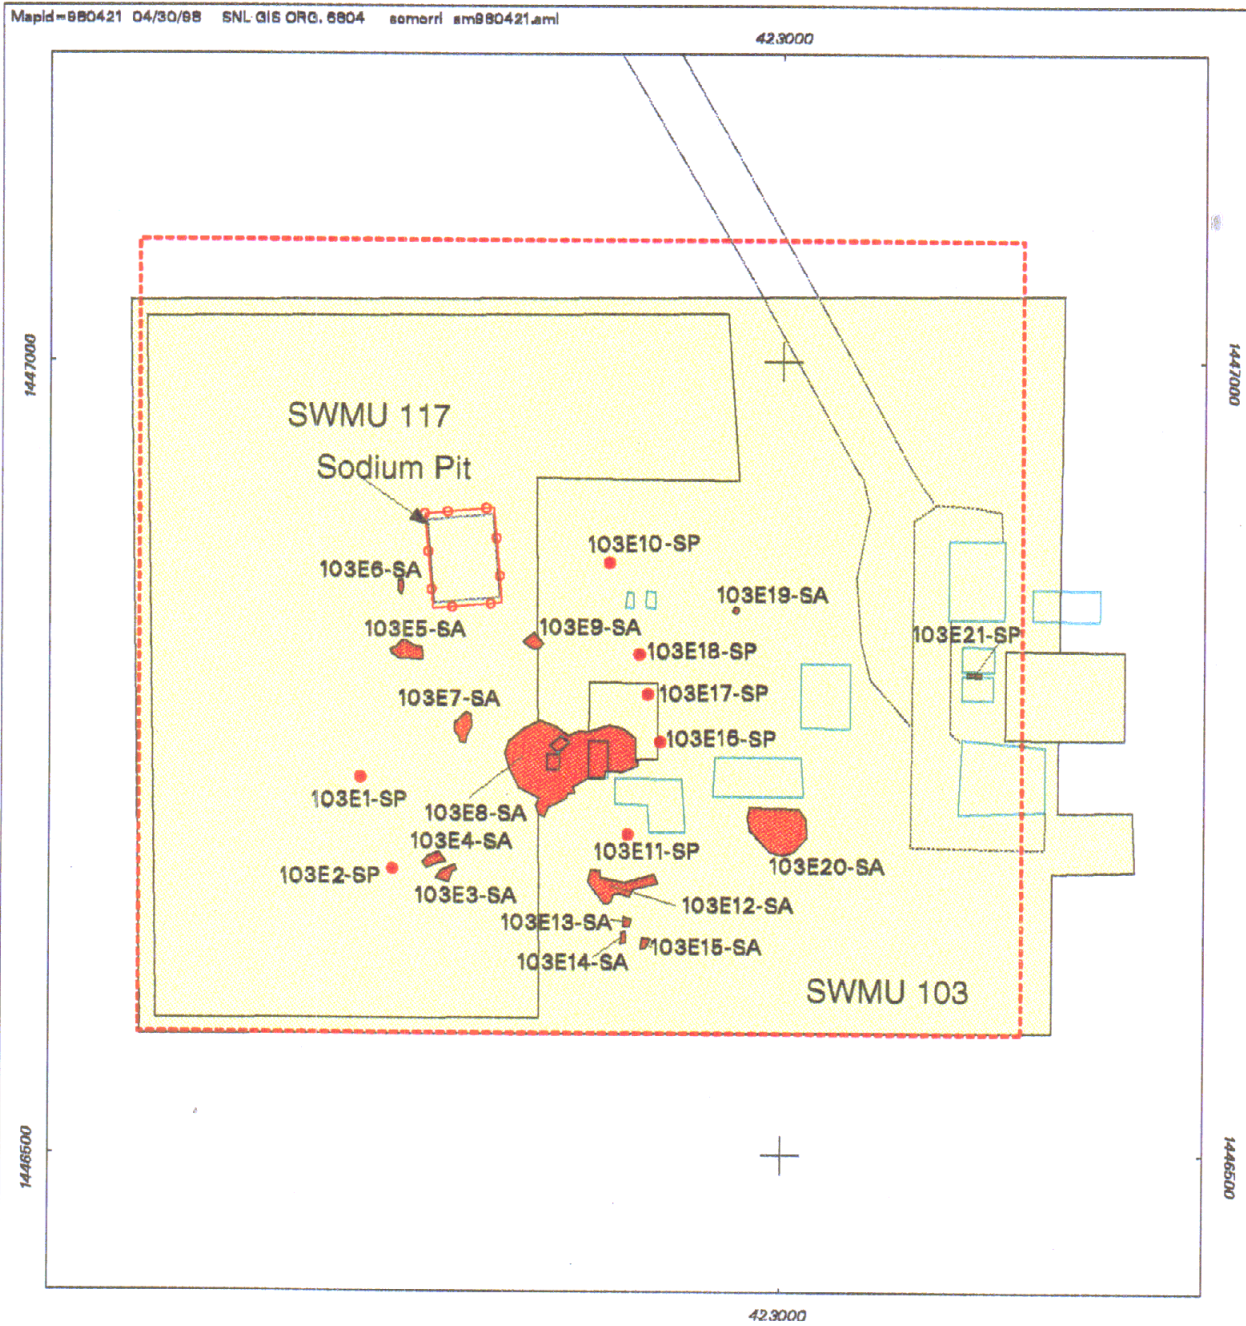 MapId=980421 04/30/98 SNL GIS ORG. 6804 somorri sm980421.aml
423000
1447000
1447000
SWMU 117
Sodium Pit
103E10-SP
103E6-SA
103E19-SA
103E5-SA
103E9-SA
103E21-SP
103E18-SP
103E7-SA
103E17-SP
103E16-SP
103E1-SP
103E8-SA
103E4-SA
103E11-SP
103E20-SA
103E2-SP
103E3-SA
103E12-SA
103E13-SA
103E15-SA
103E14-SA
SWMU 103
1446500
1446500
423000